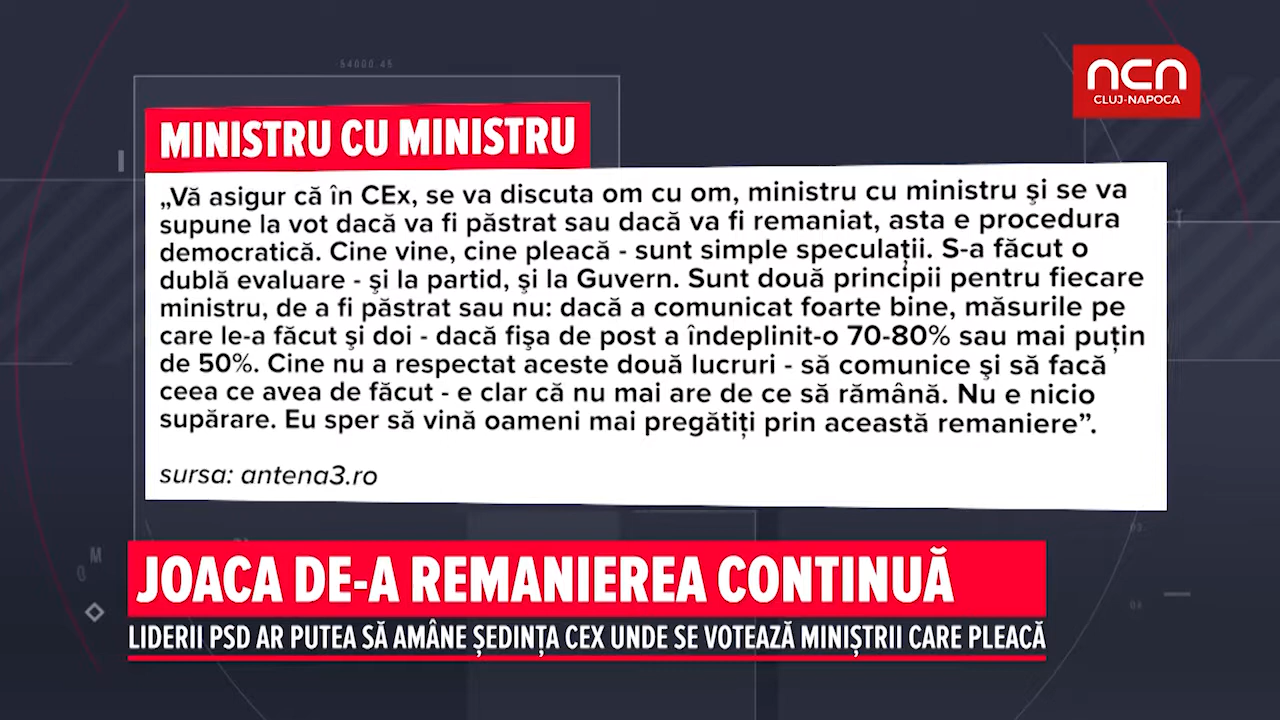 54000.45
ncn
CLUJ-NAPOCA
MINISTRU CU MINISTRU
„Vă asigur că în CEx, se va discuta om cu om, ministru cu ministru şi se va
supune la vot dacă va fi păstrat sau dacă va fi remaniat, asta e procedura
democratică. Cine vine, cine pleacă - sunt simple speculaţii. S-a făcut o
dublă evaluare - şi la partid, şi la Guvern. Sunt două principii pentru fiecare
ministru, de a fi păstrat sau nu: dacă a comunicat foarte bine, măsurile pe
care le-a făcut şi doi - dacă fişa de post a îndeplinit-o 70-80% sau mai puţin
de 50%. Cine nu a respectat aceste două lucruri - să comunice şi să facă
ceea ce avea de făcut - e clar că nu mai are de ce să rămână. Nu e nicio
supărare. Eu sper să vină oameni mai pregătiţi prin această remaniere”.
sursa: antena3.ro
JOACA DE-A REMANIEREA CONTINUĂ
LIDERII PSD AR PUTEA SĂ AMÂNE ȘEDINȚA CEX UNDE SE VOTEAZĂ MINIȘTRII CARE PLEACĂ